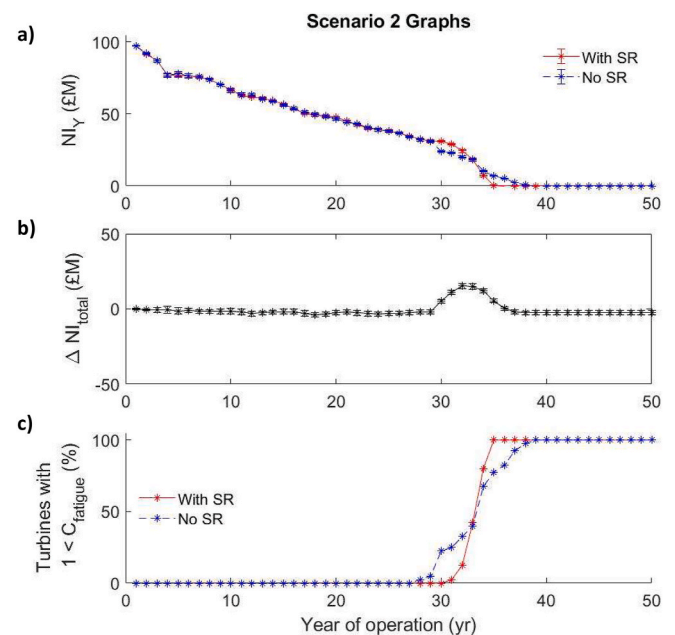 Scenario 2 Graphs
a)
NI_Y (£M)
100
50
0
With SR
No SR
0 10 20 30 40 50
b)
Δ NI_total (£M)
50
0
-50
0 10 20 30 40 50
c)
Turbines with
1 < C_fatigue (%)
100
50
0
With SR
No SR
0 10 20 30 40 50
Year of operation (yr)